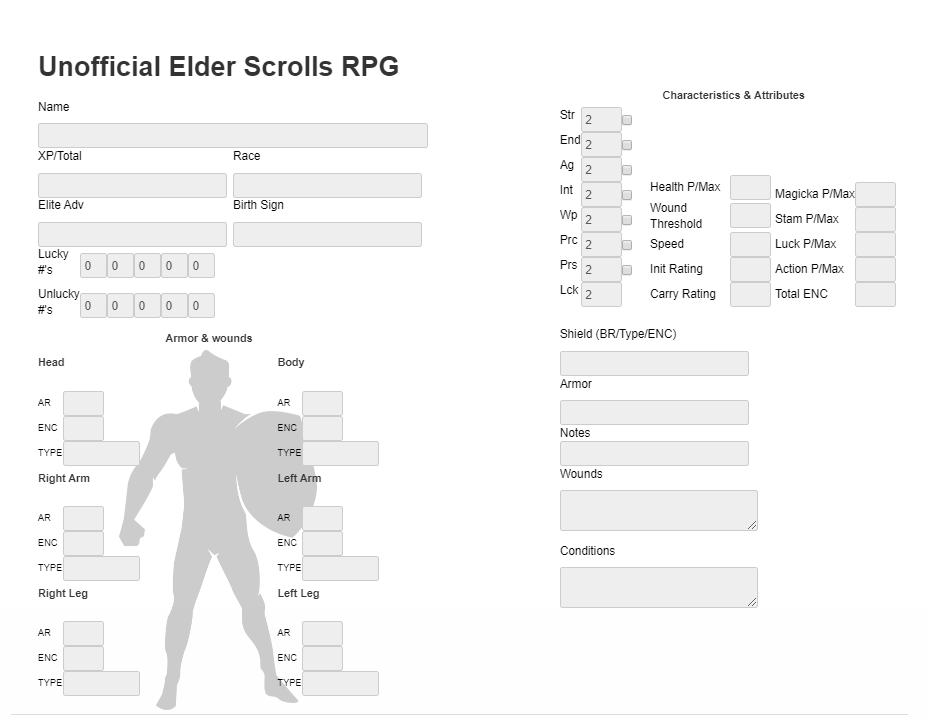 Unofficial Elder Scrolls RPG
Name
XP/Total Race
Elite Adv Birth Sign
Lucky
#'s 0 0 0 0 0
Unlucky
#'s 0 0 0 0 0
Armor & wounds
Head Body
AR AR
ENC ENC
TYPE TYPE
Right Arm Left Arm
AR AR
ENC ENC
TYPE TYPE
Right Leg Left Leg
AR AR
ENC ENC
TYPE TYPE
Characteristics & Attributes
Str 2
End 2
Ag 2
Int 2
Wp 2
Prc 2
Prs 2
Lck 2
Health P/Max Magicka P/Max
Wound
Threshold Stam P/Max
Speed Luck P/Max
Init Rating Action P/Max
Carry Rating Total ENC
Shield (BR/Type/ENC)
Armor
Notes
Wounds
Conditions